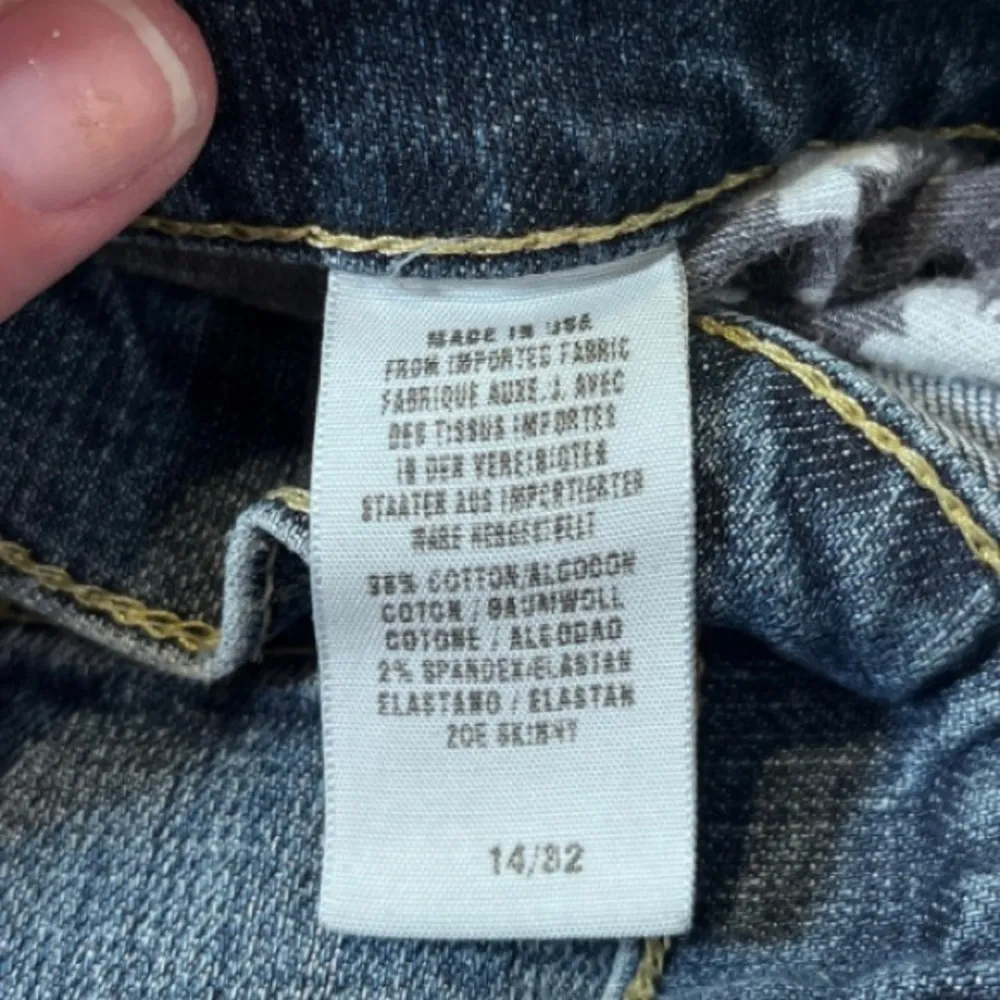 MADE IN USA
FROM IMPORTED FABRIC
FABRIQUE AUXE.J. AVEC
DES TISSUS IMPORTES
IN DEN VEREINIGTEN
STAATEN AUS IMPORTIERTER
WARE HERGESTELLT
98% COTTON/ALGODON
COTON / BAUMWOLL
COTONE / ALGODAO
2% SPANDEX/ELASTAN
ELASTANO / ELASTAN
ZOE SKINNY
14/32